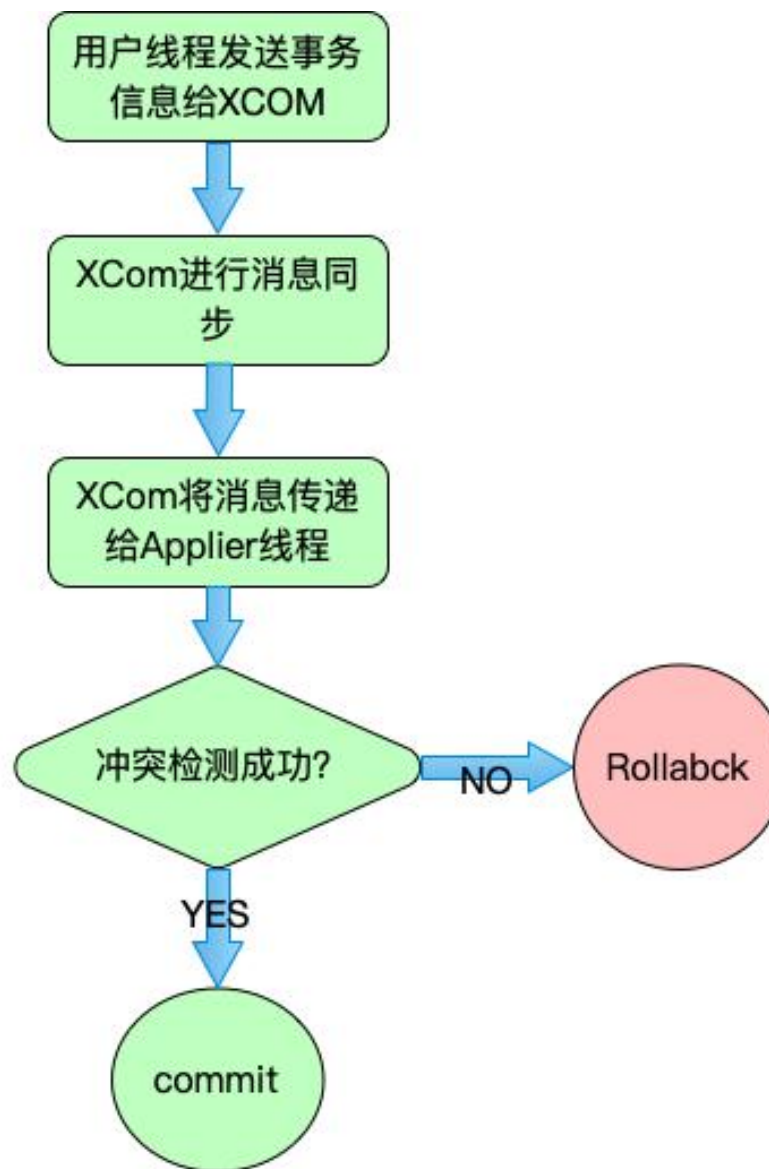 用户线程发送事务
信息给XCOM
XCom进行消息同
步
XCom将消息传递
给Applier线程
冲突检测成功?
NO
Rollabck
YES
commit